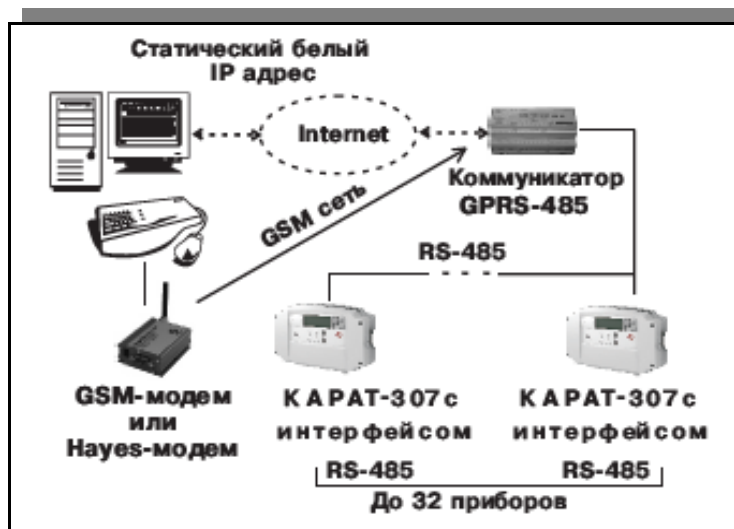 Статический белый
IP адрес
Internet
Коммуникатор
GPRS-485
GSM сеть
RS-485
GSM-модем
или
Hayes-модем
КАРАТ-307с
интерфейсом
RS-485
КАРАТ-307с
интерфейсом
RS-485
До 32 приборов